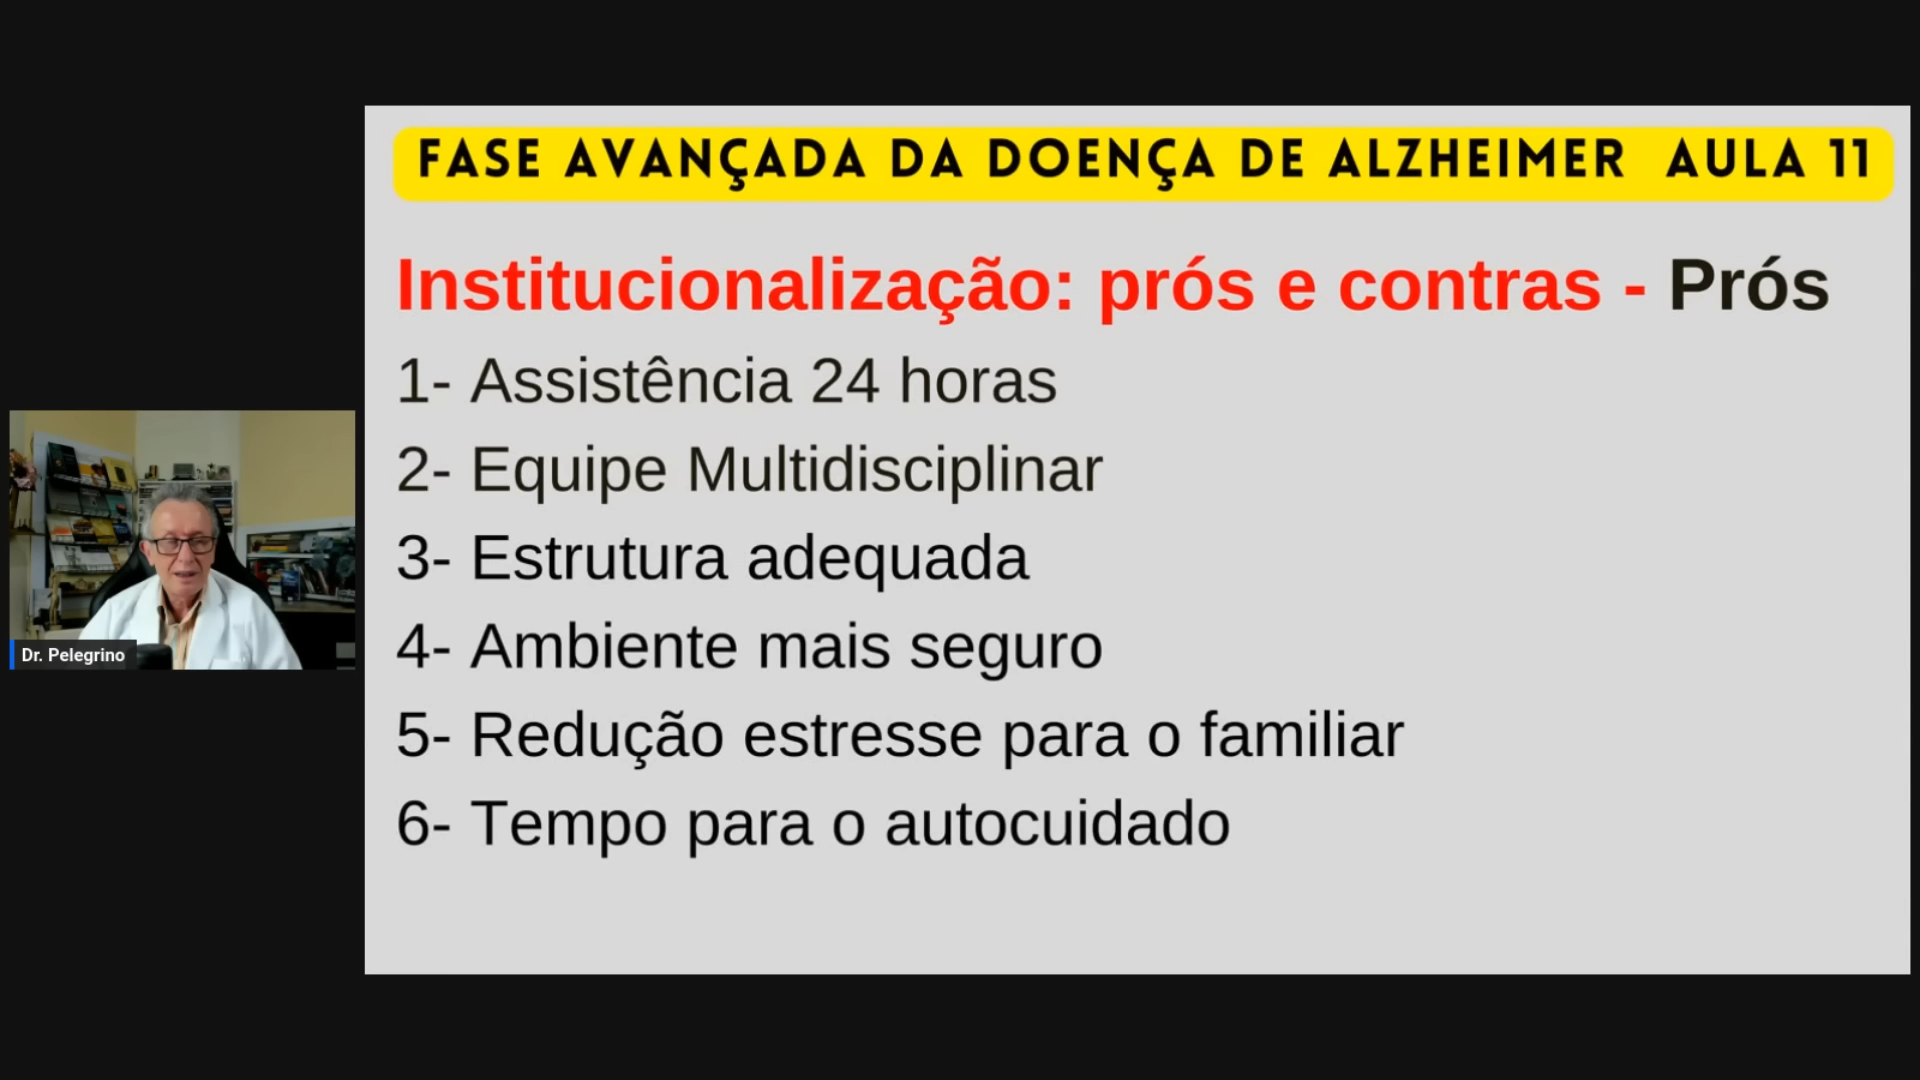 FASE AVANÇADA DA DOENÇA DE ALZHEIMER AULA 11
Institucionalização: prós e contras - Prós
1- Assistência 24 horas
2- Equipe Multidisciplinar
3- Estrutura adequada
4- Ambiente mais seguro
5- Redução estresse para o familiar
6- Tempo para o autocuidado
Dr. Pelegrino